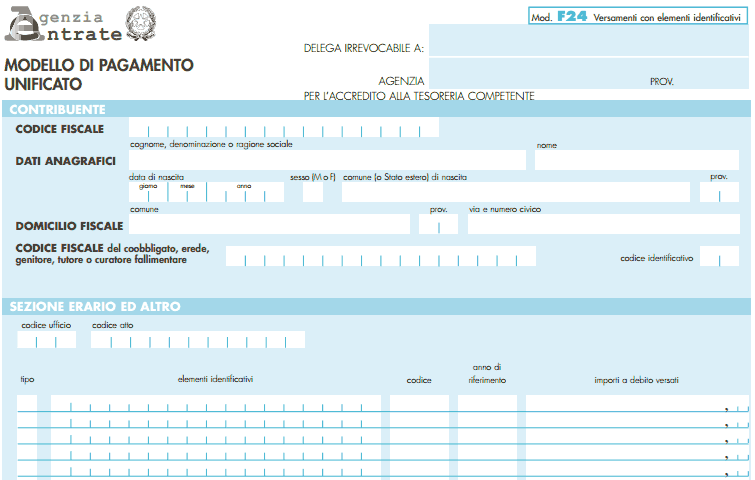 Agenzia
Entrate
Mod. F24 Versamenti con elementi identificativi
DELEGA IRREVOCABILE A:
MODELLO DI PAGAMENTO
UNIFICATO
AGENZIA
PROV.
PER L'ACCREDITO ALLA TESORERIA COMPETENTE
CONTRIBUENTE
CODICE FISCALE
cognome, denominazione o ragione sociale
nome
DATI ANAGRAFICI
data di nascita
sesso (M o F)
comune (o Stato estero) di nascita
prov.
giorno
mese
anno
comune
prov.
via e numero civico
DOMICILIO FISCALE
CODICE FISCALE del coobbligato, erede,
genitore, tutore o curatore fallimentare
codice identificativo
SEZIONE ERARIO ED ALTRO
codice ufficio
codice atto
tipo
elementi identificativi
codice
anno di
riferimento
importi a debito versati